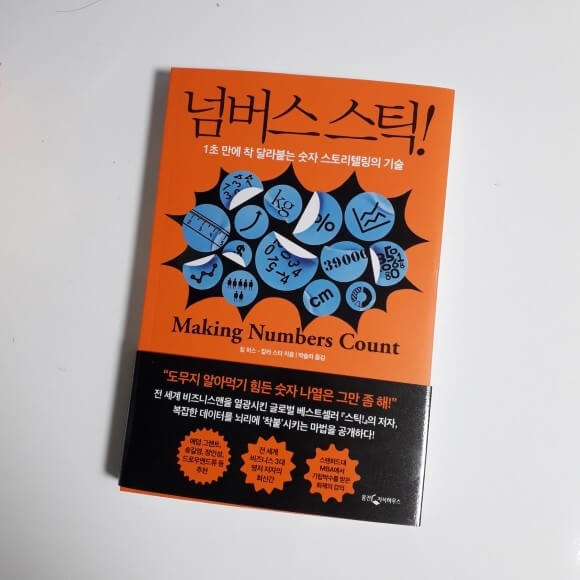 넘버스 스틱!
1초 만에 착 달라붙는 숫자 스토리텔링의 기술
kg
%
39000
cm
Making Numbers Count
칩 히스·칼라 스타 지음 | 박슬라 옮김
“도무지 알아먹기 힘든 숫자 나열은 그만 좀 해!”
전 세계 비즈니스맨을 열광시킨 글로벌 베스트셀러 『스틱!』의 저자,
복잡한 데이터를 뇌리에 ‘착붙’시키는 마법을 공개하다!
애덤 그랜트,
송길영, 장인성,
드로우앤드류 등
추천
전 세계
비즈니스 3대
명저 저자의
최신간
스탠퍼드대
MBA에서
기립박수를 받은
화제의 강의
웅진 지식하우스